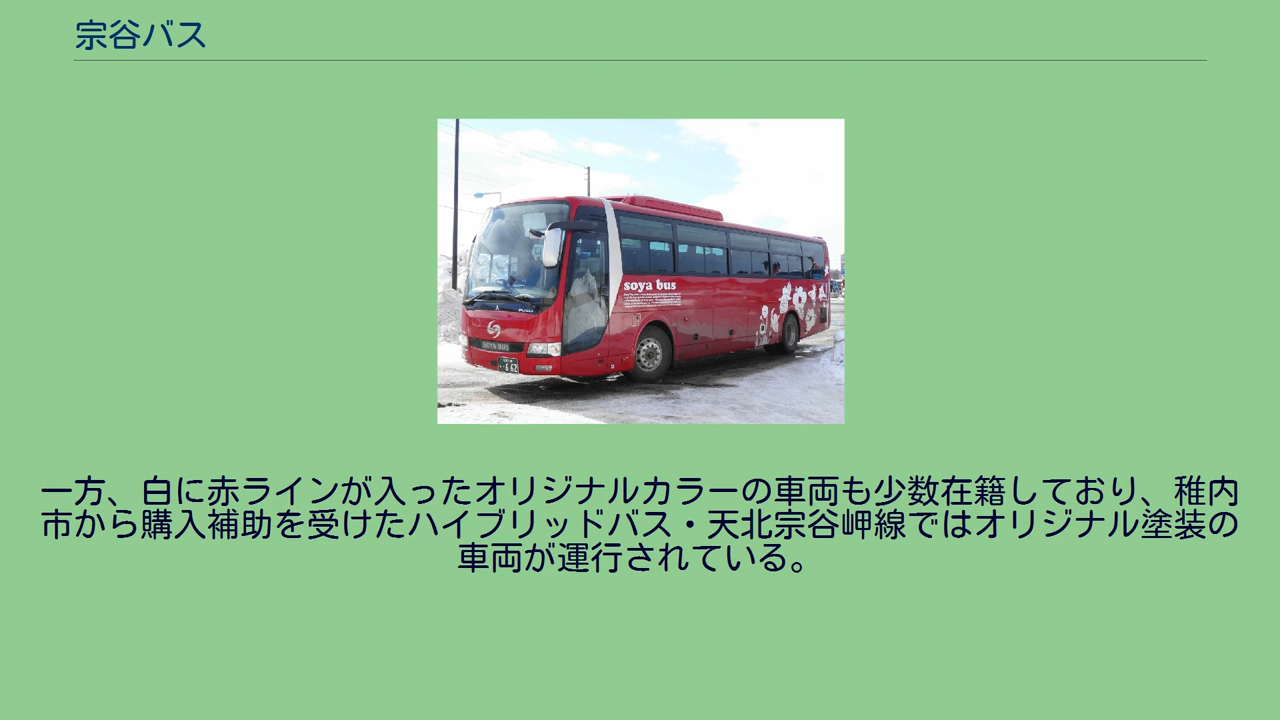 宗谷バス
soya bus
SOYA BUS
6 62
一方、白に赤ラインが入ったオリジナルカラーの車両も少数在籍しており、稚内
市から購入補助を受けたハイブリッドバス・天北宗谷岬線ではオリジナル塗装の
車両が運行されている。